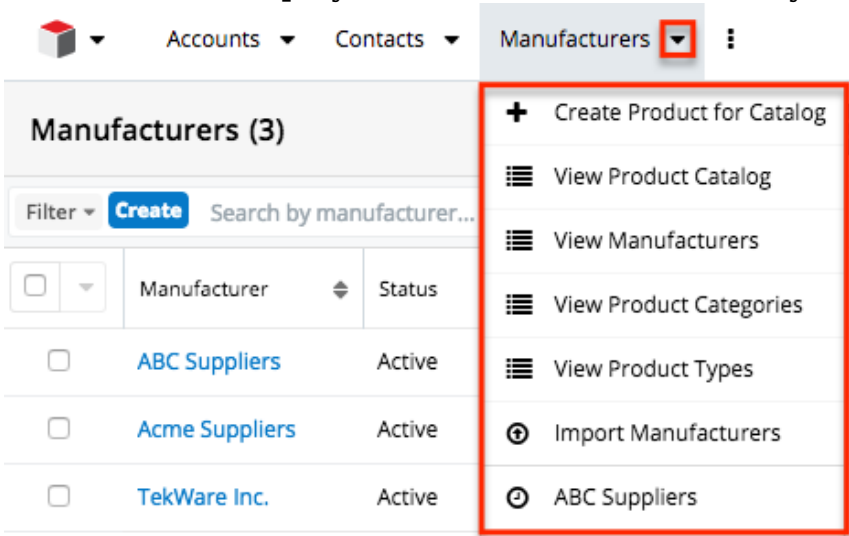 Accounts Contacts Manufacturers
Manufacturers (3)
Filter Create Search by manufacturer...
Manufacturer Status
ABC Suppliers Active
Acme Suppliers Active
TekWare Inc. Active
Create Product for Catalog
View Product Catalog
View Manufacturers
View Product Categories
View Product Types
Import Manufacturers
ABC Suppliers